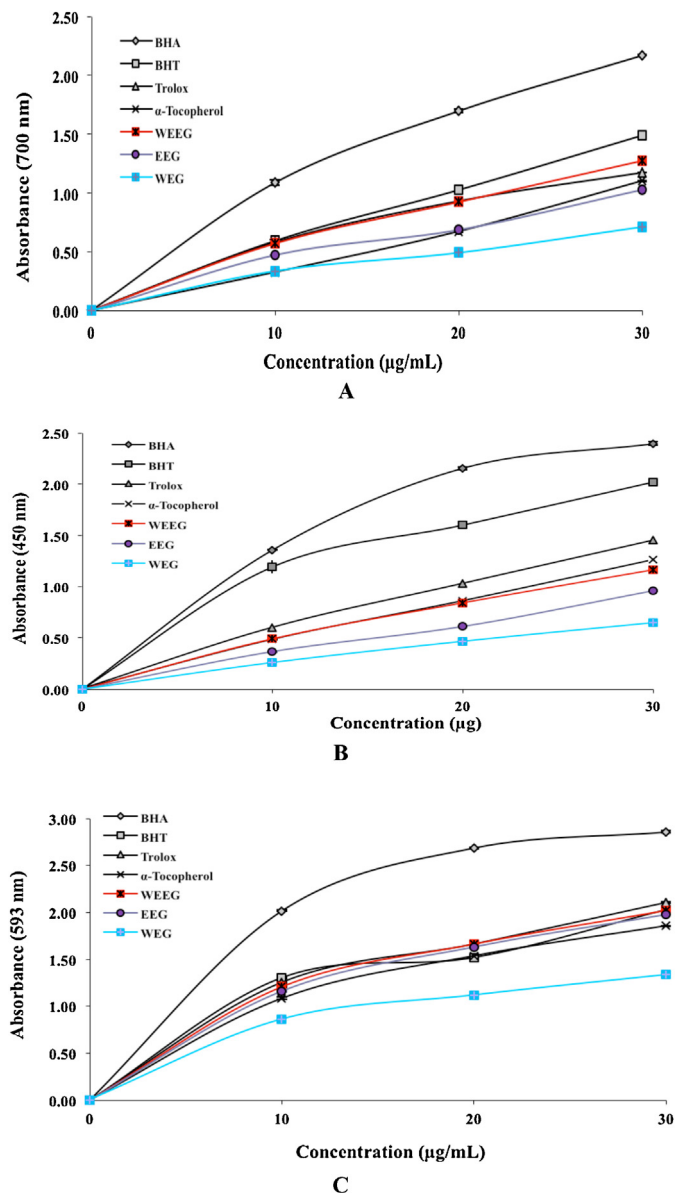 2.50
2.00
1.50
1.00
0.50
0.00
Absorbance (700 nm)
BHA
BHT
Trolox
α-Tocopherol
WEEG
EEG
WEG
0
10
20
30
Concentration (µg/mL)
A
2.50
2.00
1.50
1.00
0.50
0.00
Absorbance (450 nm)
BHA
BHT
Trolox
α-Tocopherol
WEEG
EEG
WEG
0
10
20
30
Concentration (µg)
B
3.00
2.50
2.00
1.50
1.00
0.50
0.00
Absorbance (593 nm)
BHA
BHT
Trolox
α-Tocopherol
WEEG
EEG
WEG
0
10
20
30
Concentration (µg/mL)
C